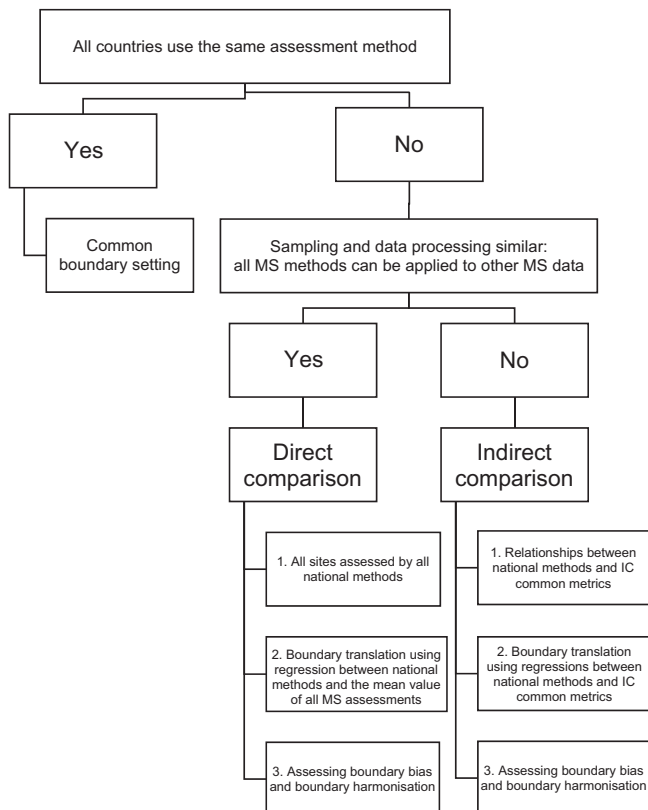 All countries use the same assessment method
Yes
No
Common
boundary setting
Sampling and data processing similar:
all MS methods can be applied to other MS data
Yes
No
Direct
comparison
Indirect
comparison
1. All sites assessed by all
national methods
1. Relationships between
national methods and IC
common metrics
2. Boundary translation using
regression between national
methods and the mean value
of all MS assessments
2. Boundary translation
using regressions between
national methods and IC
common metrics
3. Assessing boundary bias
and boundary harmonisation
3. Assessing boundary bias
and boundary harmonisation